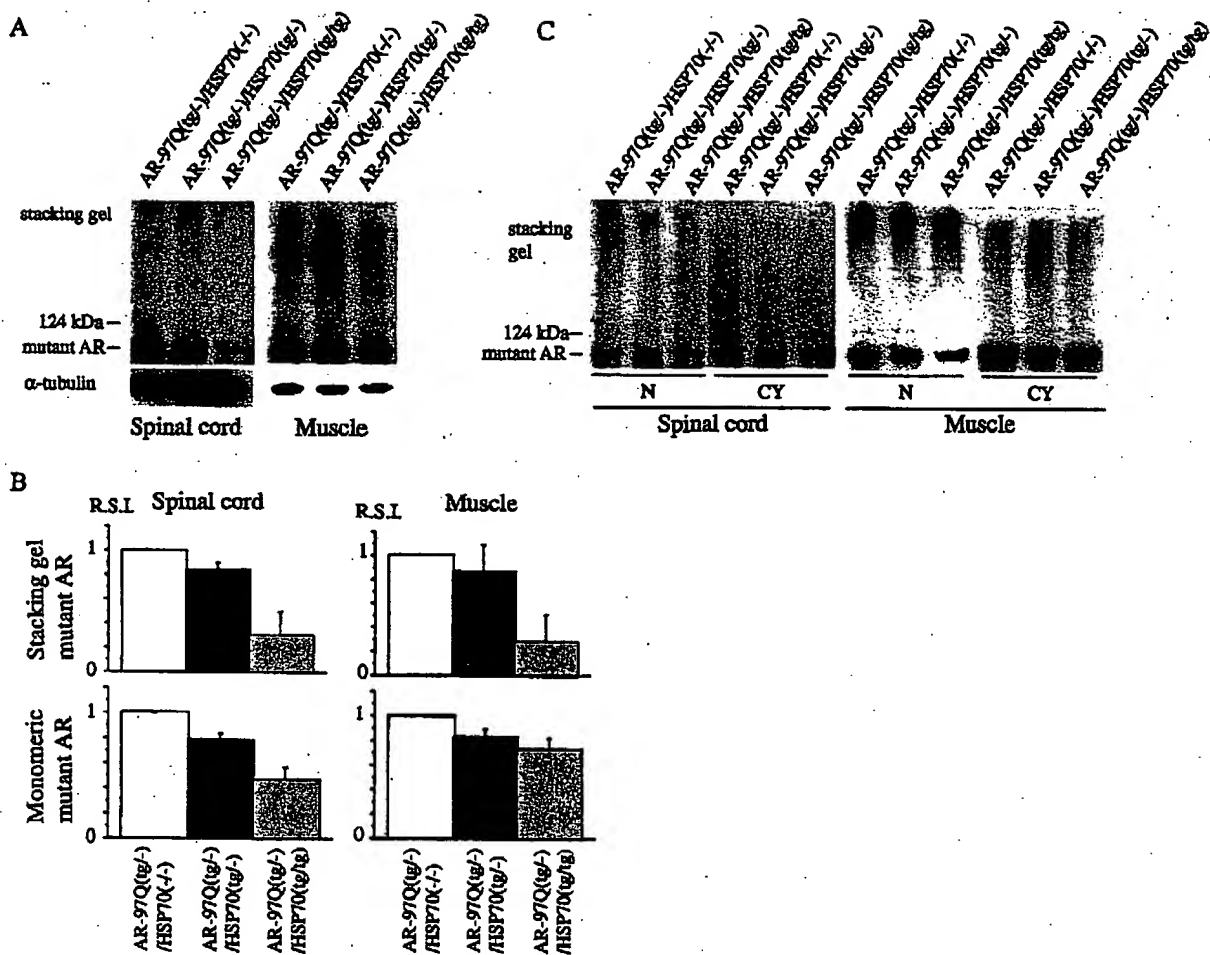 A
AR-97Q(tg/-)/HSP70(-/-)
AR-97Q(tg/-)/HSP70(tg/-)
AR-97Q(tg/-)/HSP70(tg/tg)
AR-97Q(tg/-)/HSP70(-/-)
AR-97Q(tg/-)/HSP70(tg/-)
AR-97Q(tg/-)/HSP70(tg/tg)
stacking gel
124 kDa
mutant AR
α-tubulin
Spinal cord
Muscle
C
AR-97Q(tg/-)/HSP70(-/-)
AR-97Q(tg/-)/HSP70(tg/-)
AR-97Q(tg/-)/HSP70(tg/tg)
AR-97Q(tg/-)/HSP70(-/-)
AR-97Q(tg/-)/HSP70(tg/-)
AR-97Q(tg/-)/HSP70(tg/tg)
AR-97Q(tg/-)/HSP70(-/-)
AR-97Q(tg/-)/HSP70(tg/-)
AR-97Q(tg/-)/HSP70(tg/tg)
AR-97Q(tg/-)/HSP70(-/-)
AR-97Q(tg/-)/HSP70(tg/-)
AR-97Q(tg/-)/HSP70(tg/tg)
stacking
gel
124 kDa
mutant AR
N
CY
N
CY
Spinal cord
Muscle
B
R.S.I. Spinal cord
R.S.I. Muscle
Stacking gel
mutant AR
1
0
1
0
Monomeric
mutant AR
1
0
1
0
AR-97Q(tg/-)
/HSP70(-/-)
AR-97Q(tg/-)
/HSP70(tg/-)
AR-97Q(tg/-)
/HSP70(tg/tg)
AR-97Q(tg/-)
/HSP70(-/-)
AR-97Q(tg/-)
/HSP70(tg/-)
AR-97Q(tg/-)
/HSP70(tg/tg)